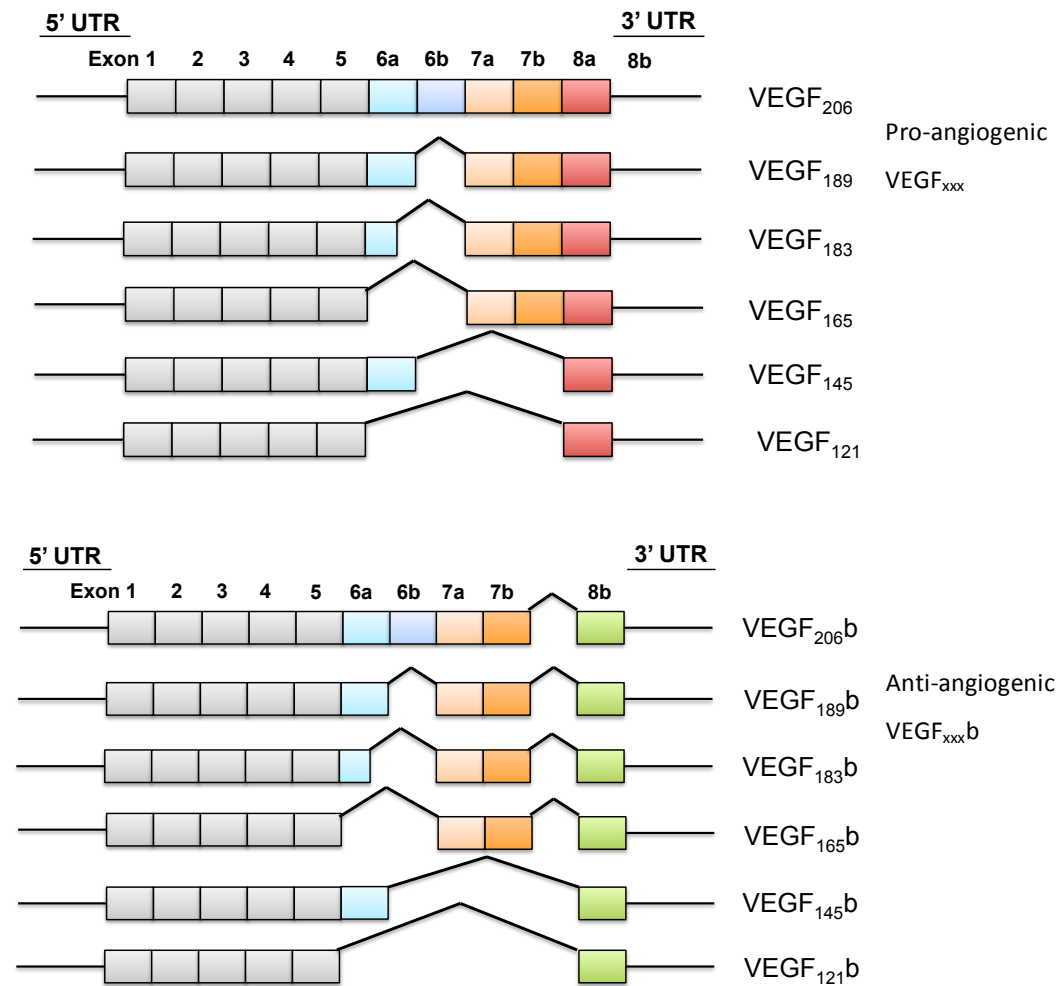 5’ UTR 3’ UTR
Exon 1 2 3 4 5 6a 6b 7a 7b 8a 8b
VEGF₂₀₆
Pro-angiogenic
VEGF₁₈₉
VEGFₓₓₓ
VEGF₁₈₃
VEGF₁₆₅
VEGF₁₄₅
VEGF₁₂₁
5’ UTR 3’ UTR
Exon 1 2 3 4 5 6a 6b 7a 7b 8b
VEGF₂₀₆b
Anti-angiogenic
VEGF₁₈₉b
VEGFₓₓₓb
VEGF₁₈₃b
VEGF₁₆₅b
VEGF₁₄₅b
VEGF₁₂₁b